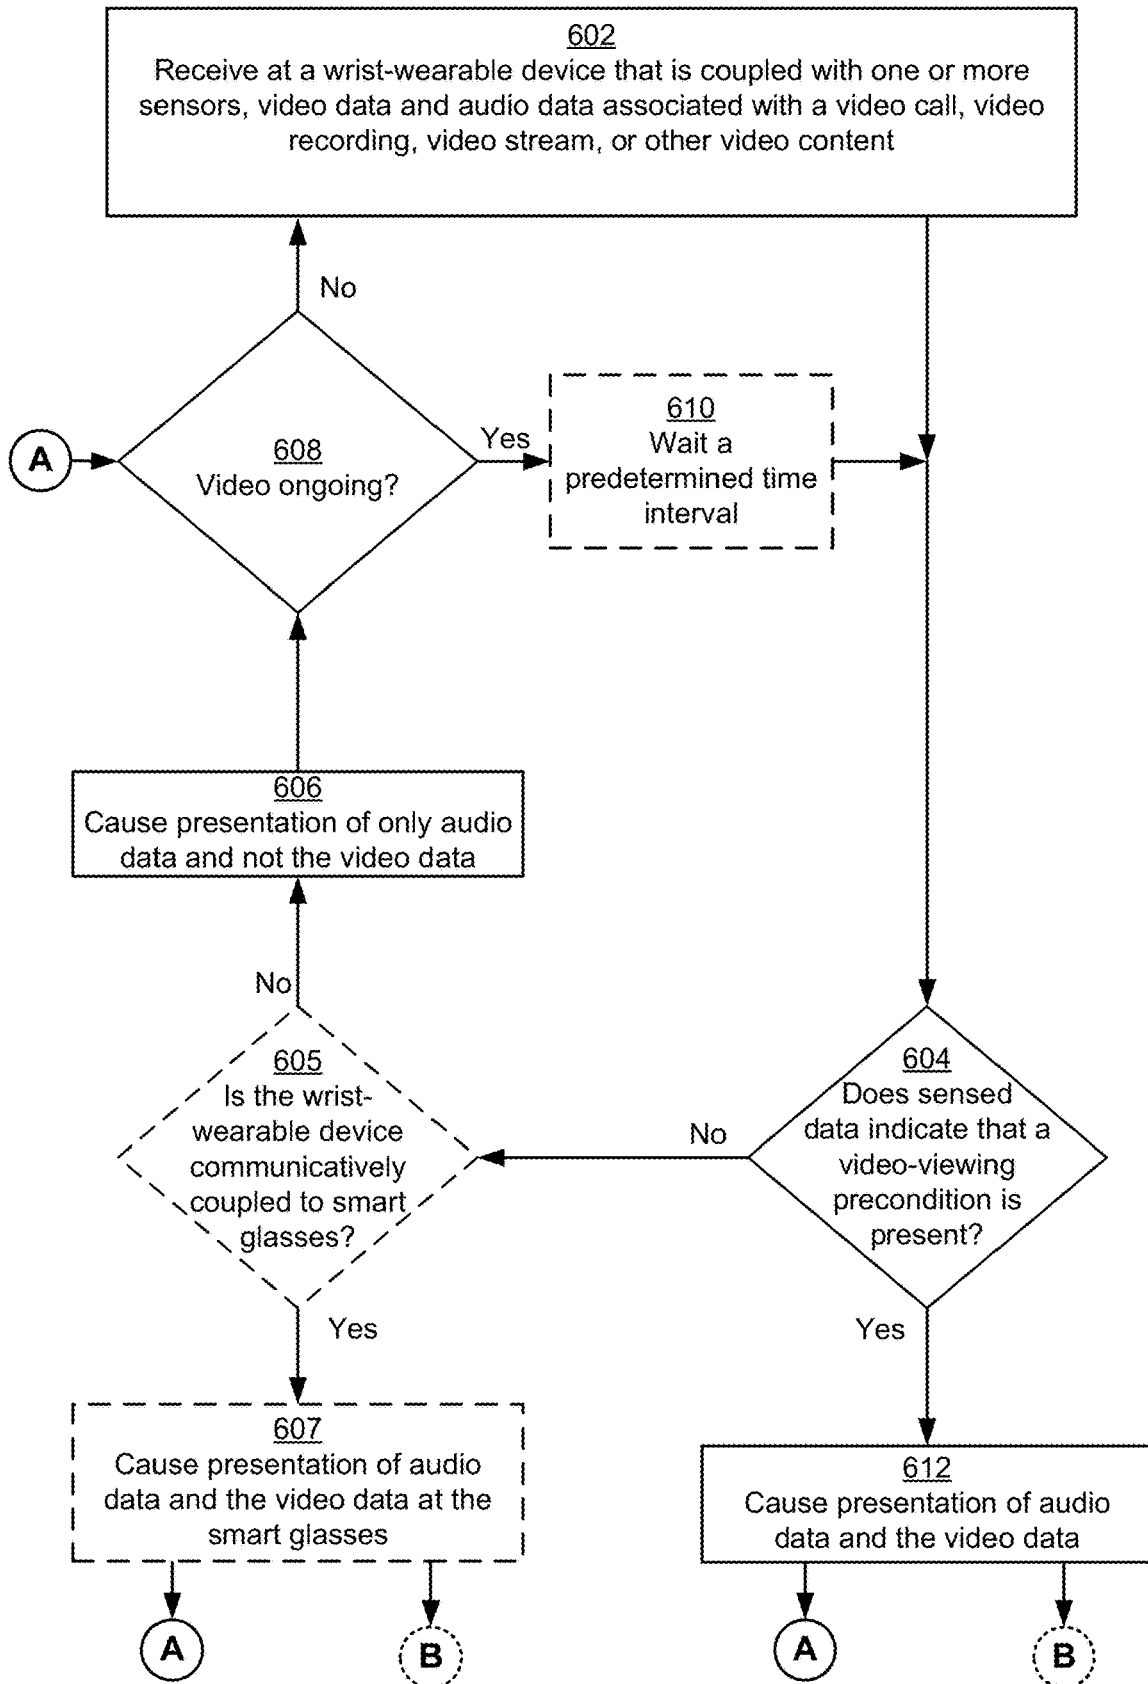 602
Receive at a wrist-wearable device that is coupled with one or more
sensors, video data and audio data associated with a video call, video
recording, video stream, or other video content
No
A
608
Video ongoing?
Yes
610
Wait a
predetermined time
interval
606
Cause presentation of only audio
data and not the video data
No
605
Is the wrist-
wearable device
communicatively
coupled to smart
glasses?
No
604
Does sensed
data indicate that a
video-viewing
precondition is
present?
Yes
Yes
607
Cause presentation of audio
data and the video data at the
smart glasses
612
Cause presentation of audio
data and the video data
A
B
A
B